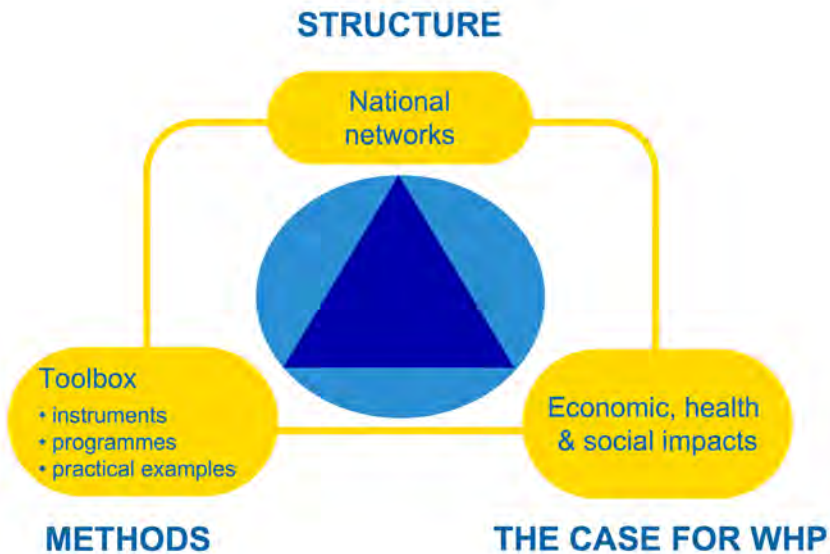 STRUCTURE
National
networks
Toolbox
• instruments
• programmes
• practical examples
Economic, health
& social impacts
METHODS
THE CASE FOR WHP